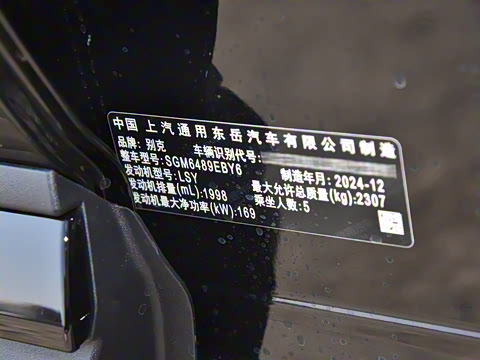 中国 上汽通用东岳汽车有限公司制造
品牌:别克 车辆识别代号:
整车型号:SGM6489EBY6 制造年月:2024-12
发动机型号:LSY 最大允许总质量(kg):2307
发动机排量(mL):1998 乘坐人数:5
发动机最大净功率(kW):169